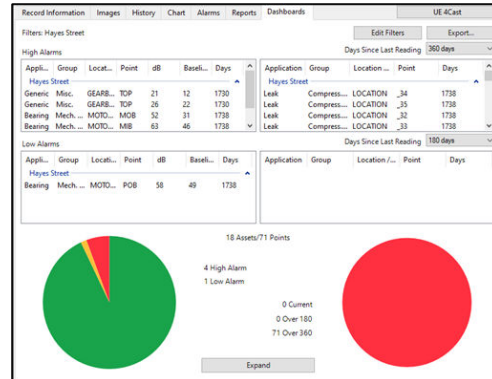 Record Information Images History Chart Alarms Reports Dashboards UE 4Cast
Filters: Hayes Street Edit Filters Export...
High Alarms Days Since Last Reading 360 days
Appli... Group Locat... Point dB Baseli... Days
Hayes Street
Generic Misc. GEARB... TOP 21 12 1730
Generic Misc. GEARB... TOP 26 22 1730
Bearing Mech. ... MOTO... MOB 52 31 1738
Bearing Mech. ... MOTO... MIB 63 46 1738
Application Group Location ... Point Days
Hayes Street
Leak Compress... LOCATION _34 1738
Leak Compress... LOCATION _35 1738
Leak Compress... LOCATION _32 1738
Leak Compress... LOCATION _33 1738
Low Alarms Days Since Last Reading 180 days
Appli... Group Locati... Point dB Baseli... Days
Hayes Street
Bearing Mech. ... MOTO... POB 58 49 1738
Application Group Location /... Point Days
18 Assets/71 Points
4 High Alarm
1 Low Alarm
0 Current
0 Over 180
71 Over 360
Expand